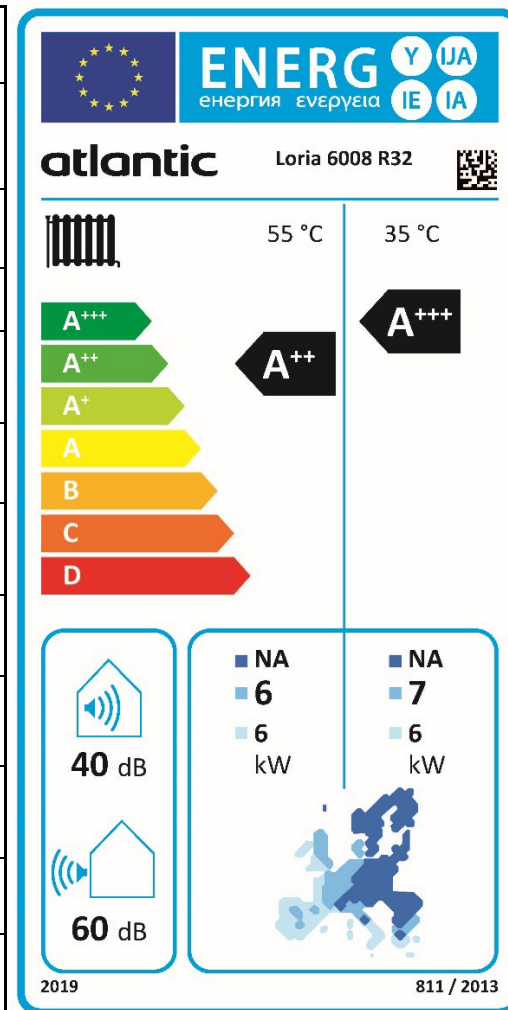 ENERG Y IJA
енергия ενεργεια IE IA
atlantic Loria 6008 R32
55 °C 35 °C
A+++ A+++
A++ A++
A+
A
B
C
D
NA NA
6 7
6 6
kW kW
40 dB
60 dB
2019 811 / 2013